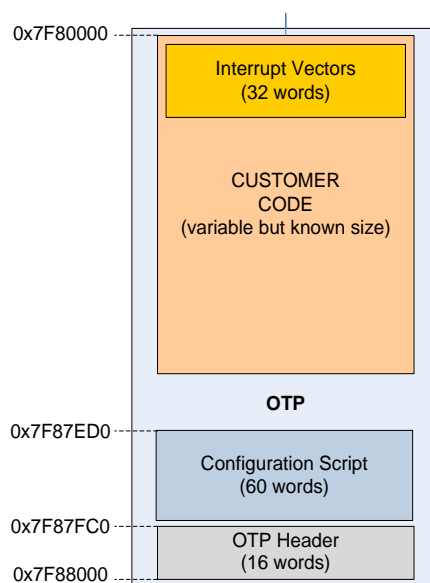 0x7F80000
Interrupt Vectors
(32 words)
CUSTOMER
CODE
(variable but known size)
OTP
0x7F87ED0
Configuration Script
(60 words)
0x7F87FC0
OTP Header
(16 words)
0x7F88000